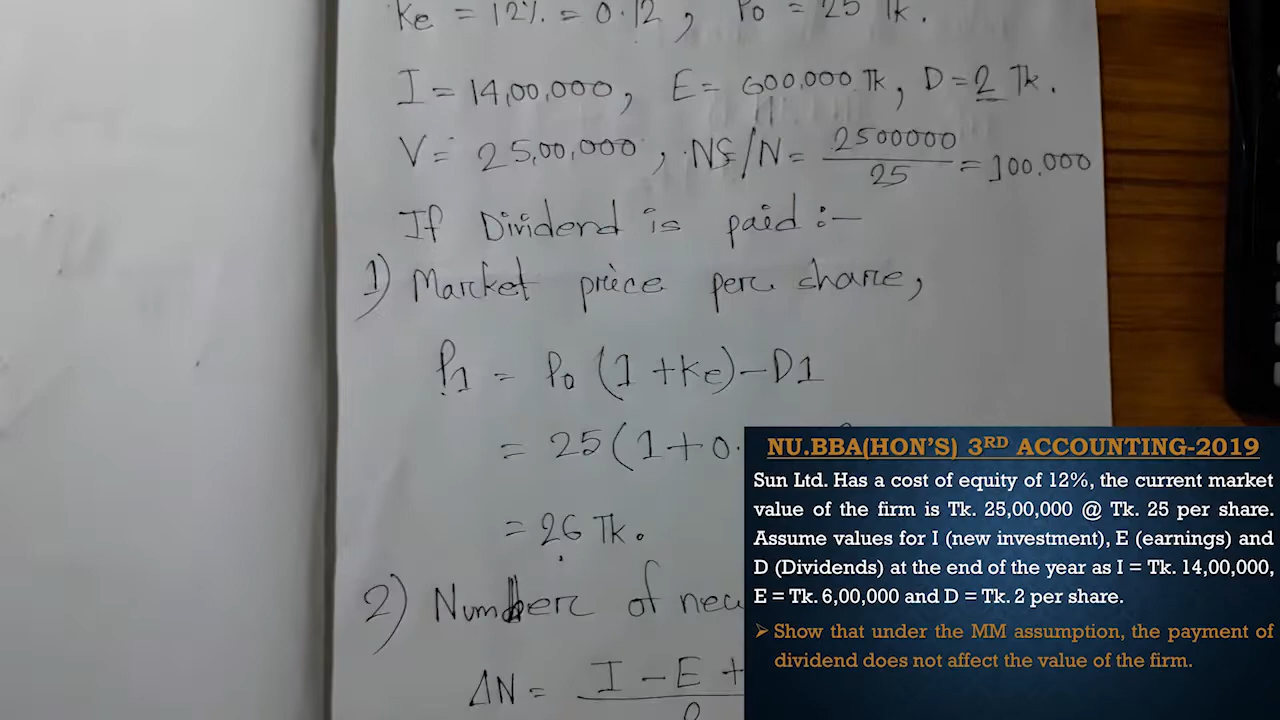 Ke = 12% = 0.12, Po = 25 Tk.
I = 14,00,000, E = 600,000 Tk, D = 2 Tk.
V = 25,00,000, NS/N = 2500000 / 25 = 100,000
If Dividend is paid :-
1) Market price per share,
P1 = Po (1 + Ke) - D1
= 25 (1 + 0.
= 26 Tk.
2) Number of new
ΔN = I - E +
NU.BBA(HON'S) 3RD ACCOUNTING-2019
Sun Ltd. Has a cost of equity of 12%, the current market
value of the firm is Tk. 25,00,000 @ Tk. 25 per share.
Assume values for I (new investment), E (earnings) and
D (Dividends) at the end of the year as I = Tk. 14,00,000,
E = Tk. 6,00,000 and D = Tk. 2 per share.
➢ Show that under the MM assumption, the payment of
dividend does not affect the value of the firm.